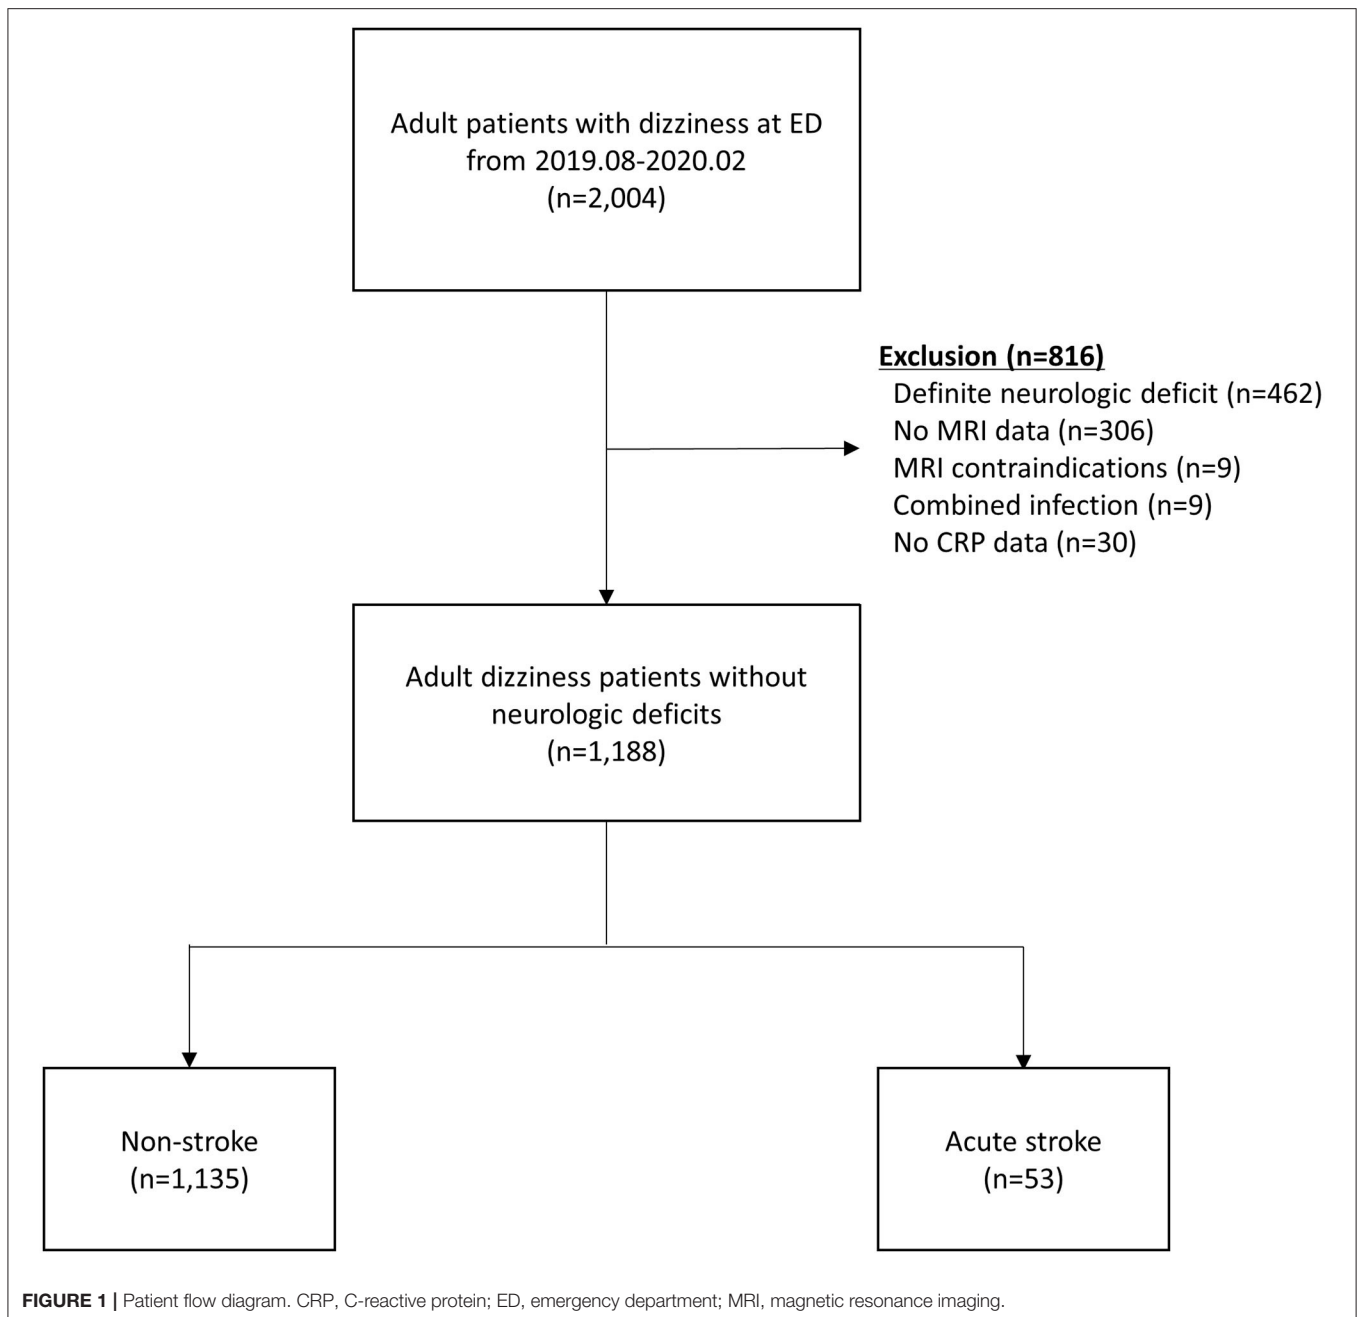 Adult patients with dizziness at ED
from 2019.08-2020.02
(n=2,004)
Exclusion (n=816)
Definite neurologic deficit (n=462)
No MRI data (n=306)
MRI contraindications (n=9)
Combined infection (n=9)
No CRP data (n=30)
Adult dizziness patients without
neurologic deficits
(n=1,188)
Non-stroke
(n=1,135)
Acute stroke
(n=53)
FIGURE 1 | Patient flow diagram. CRP, C-reactive protein; ED, emergency department; MRI, magnetic resonance imaging.